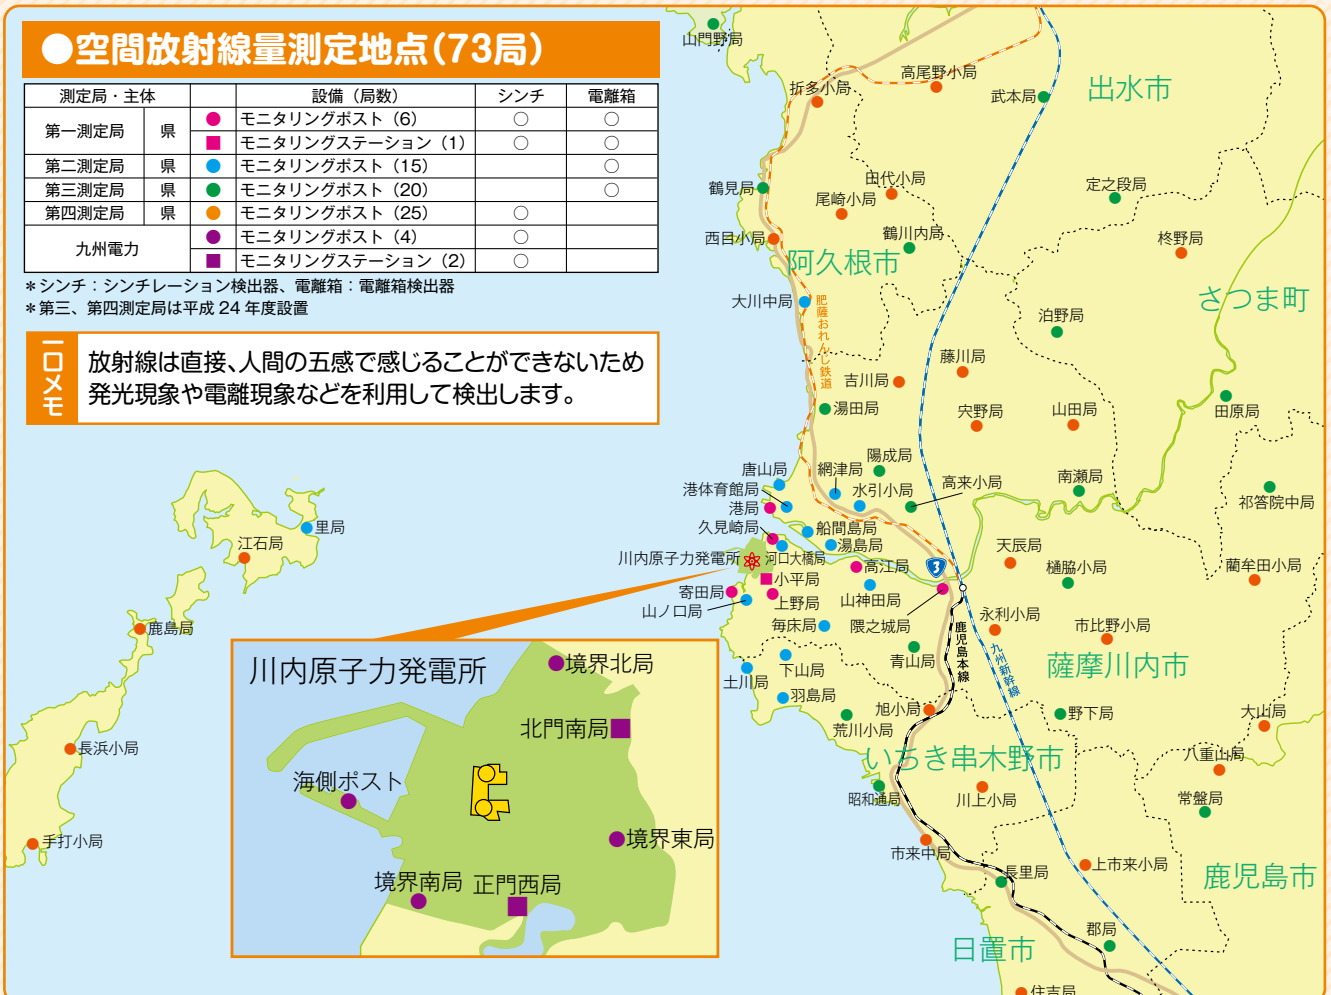 ●空間放射線量測定地点(73局)
測定局・主体 設備(局数) シンチ 電離箱
第一測定局 県 モニタリングポスト(6) ○ ○
モニタリングステーション(1) ○ ○
第二測定局 県 モニタリングポスト(15) ○
第三測定局 県 モニタリングポスト(20) ○
第四測定局 県 モニタリングポスト(25) ○
九州電力 モニタリングポスト(4) ○
モニタリングステーション(2) ○
*シンチ:シンチレーション検出器、電離箱:電離箱検出器
*第三、第四測定局は平成24年度設置
一口メモ
放射線は直接、人間の五感で感じることができないため
発光現象や電離現象などを利用して検出します。
山門野局
折多小局
高尾野小局
武本局
出水市
鶴見局
田代小局
尾崎小局
定之段局
西目小局
鶴川内局
柊野局
阿久根市
さつま町
大川中局
肥薩おれんじ鉄道
泊野局
藤川局
吉川局
湯田局
穴野局
山田局
田原局
唐山局
網津局
陽成局
港体育館局
水引小局
高来小局
南瀬局
祁答院中局
港局
久見崎局
船間島局
湯島局
里局
江石局
川内原子力発電所
河口大橋局
高江局
3
天辰局
樋脇小局
藺牟田小局
小平局
寄田局
上野局
山ノ口局
山神田局
隈之城局
毎床局
永利小局
市比野小局
鹿島局
鹿児島本線
九州新幹線
青山局
薩摩川内市
土川局
下山局
羽島局
旭小局
荒川小局
野下局
大山局
八重山局
いちき串木野市
長浜小局
昭和通局
川上小局
常盤局
手打小局
市来中局
長里局
上市来小局
鹿児島市
郡局
日置市
住吉局
川内原子力発電所
境界北局
北門南局
海側ポスト
境界東局
境界南局
正門西局